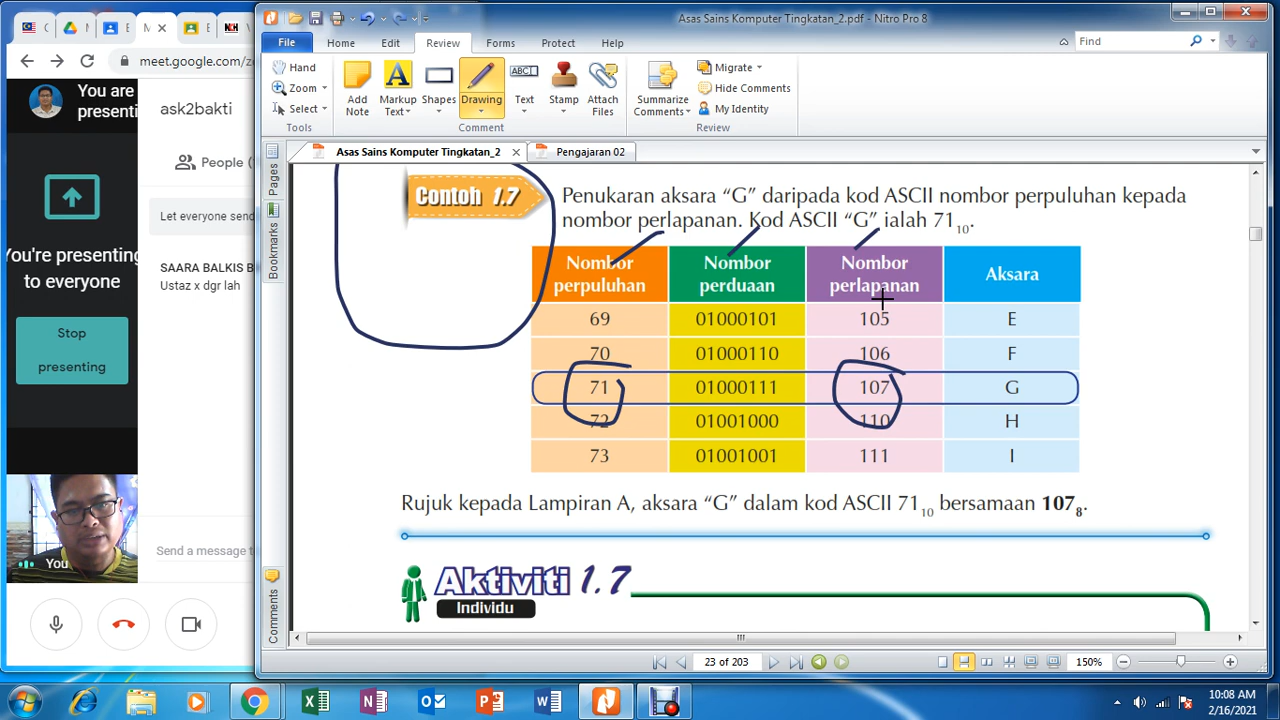 Asas Sains Komputer Tingkatan_2.pdf - Nitro Pro 8
meet.google.com/z
File Home Edit Review Forms Protect Help
Find
Hand
Zoom
Select
Tools
Add Note
Markup Text
Shapes
Drawing
Text
Stamp
Attach Files
Comment
Summarize Comments
Migrate
Hide Comments
My Identity
Review
Asas Sains Komputer Tingkatan_2
Pengajaran 02
Pages
Bookmarks
Comments
You are
presenti
ask2bakti
People (
Let everyone send
SAARA BALKIS B
Ustaz x dgr lah
You're presenting
to everyone
Stop
presenting
Send a message t
You
Contoh 1.7
Penukaran aksara “G” daripada kod ASCII nombor perpuluhan kepada
nombor perlapanan. Kod ASCII “G” ialah 71₁₀.
Nombor perpuluhan Nombor perduaan Nombor perlapanan Aksara
69 01000101 105 E
70 01000110 106 F
71 01000111 107 G
72 01001000 110 H
73 01001001 111 I
Rujuk kepada Lampiran A, aksara “G” dalam kod ASCII 71₁₀ bersamaan 107₈.
Aktiviti 1.7
Individu
23 of 203
150%
10:08 AM
2/16/2021